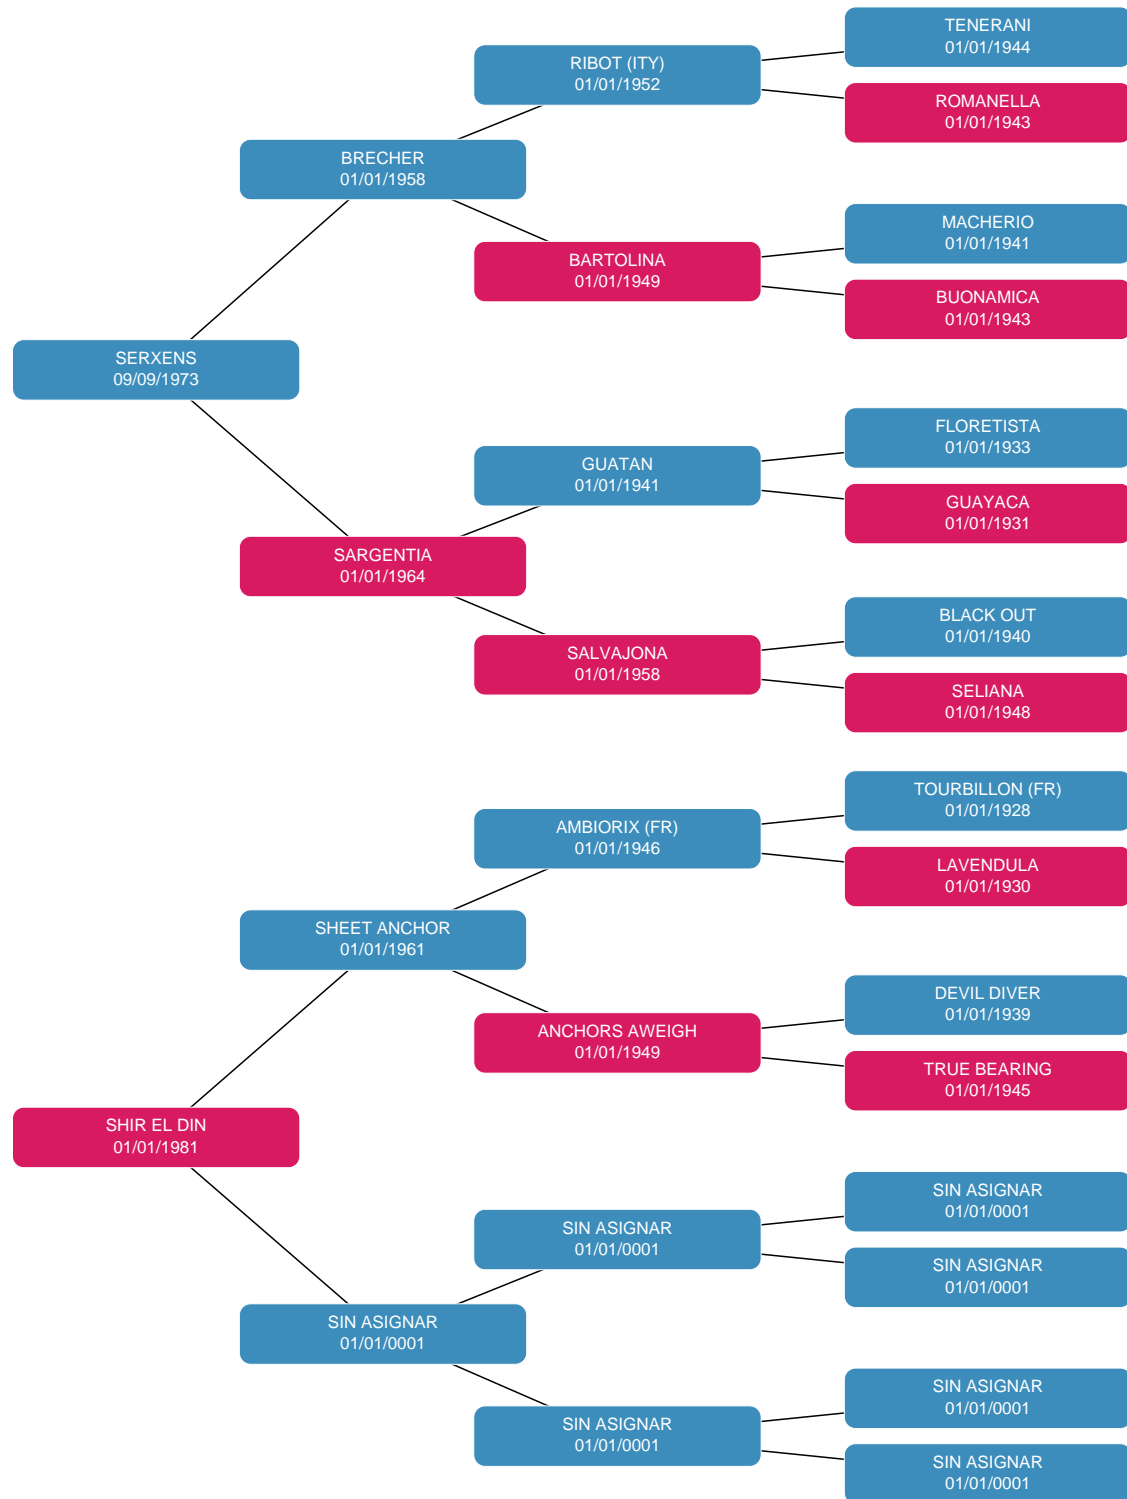 TENERANI
01/01/1944
RIBOT (ITY)
01/01/1952
ROMANELLA
01/01/1943
BRECHER
01/01/1958
MACHERIO
01/01/1941
BARTOLINA
01/01/1949
BUONAMICA
01/01/1943
SERXENS
09/09/1973
FLORETISTA
01/01/1933
GUATAN
01/01/1941
GUAYACA
01/01/1931
SARGENTIA
01/01/1964
BLACK OUT
01/01/1940
SALVAJONA
01/01/1958
SELIANA
01/01/1948
TOURBILLON (FR)
01/01/1928
AMBIORIX (FR)
01/01/1946
LAVENDULA
01/01/1930
SHEET ANCHOR
01/01/1961
DEVIL DIVER
01/01/1939
ANCHORS AWEIGH
01/01/1949
TRUE BEARING
01/01/1945
SHIR EL DIN
01/01/1981
SIN ASIGNAR
01/01/0001
SIN ASIGNAR
01/01/0001
SIN ASIGNAR
01/01/0001
SIN ASIGNAR
01/01/0001
SIN ASIGNAR
01/01/0001
SIN ASIGNAR
01/01/0001
SIN ASIGNAR
01/01/0001